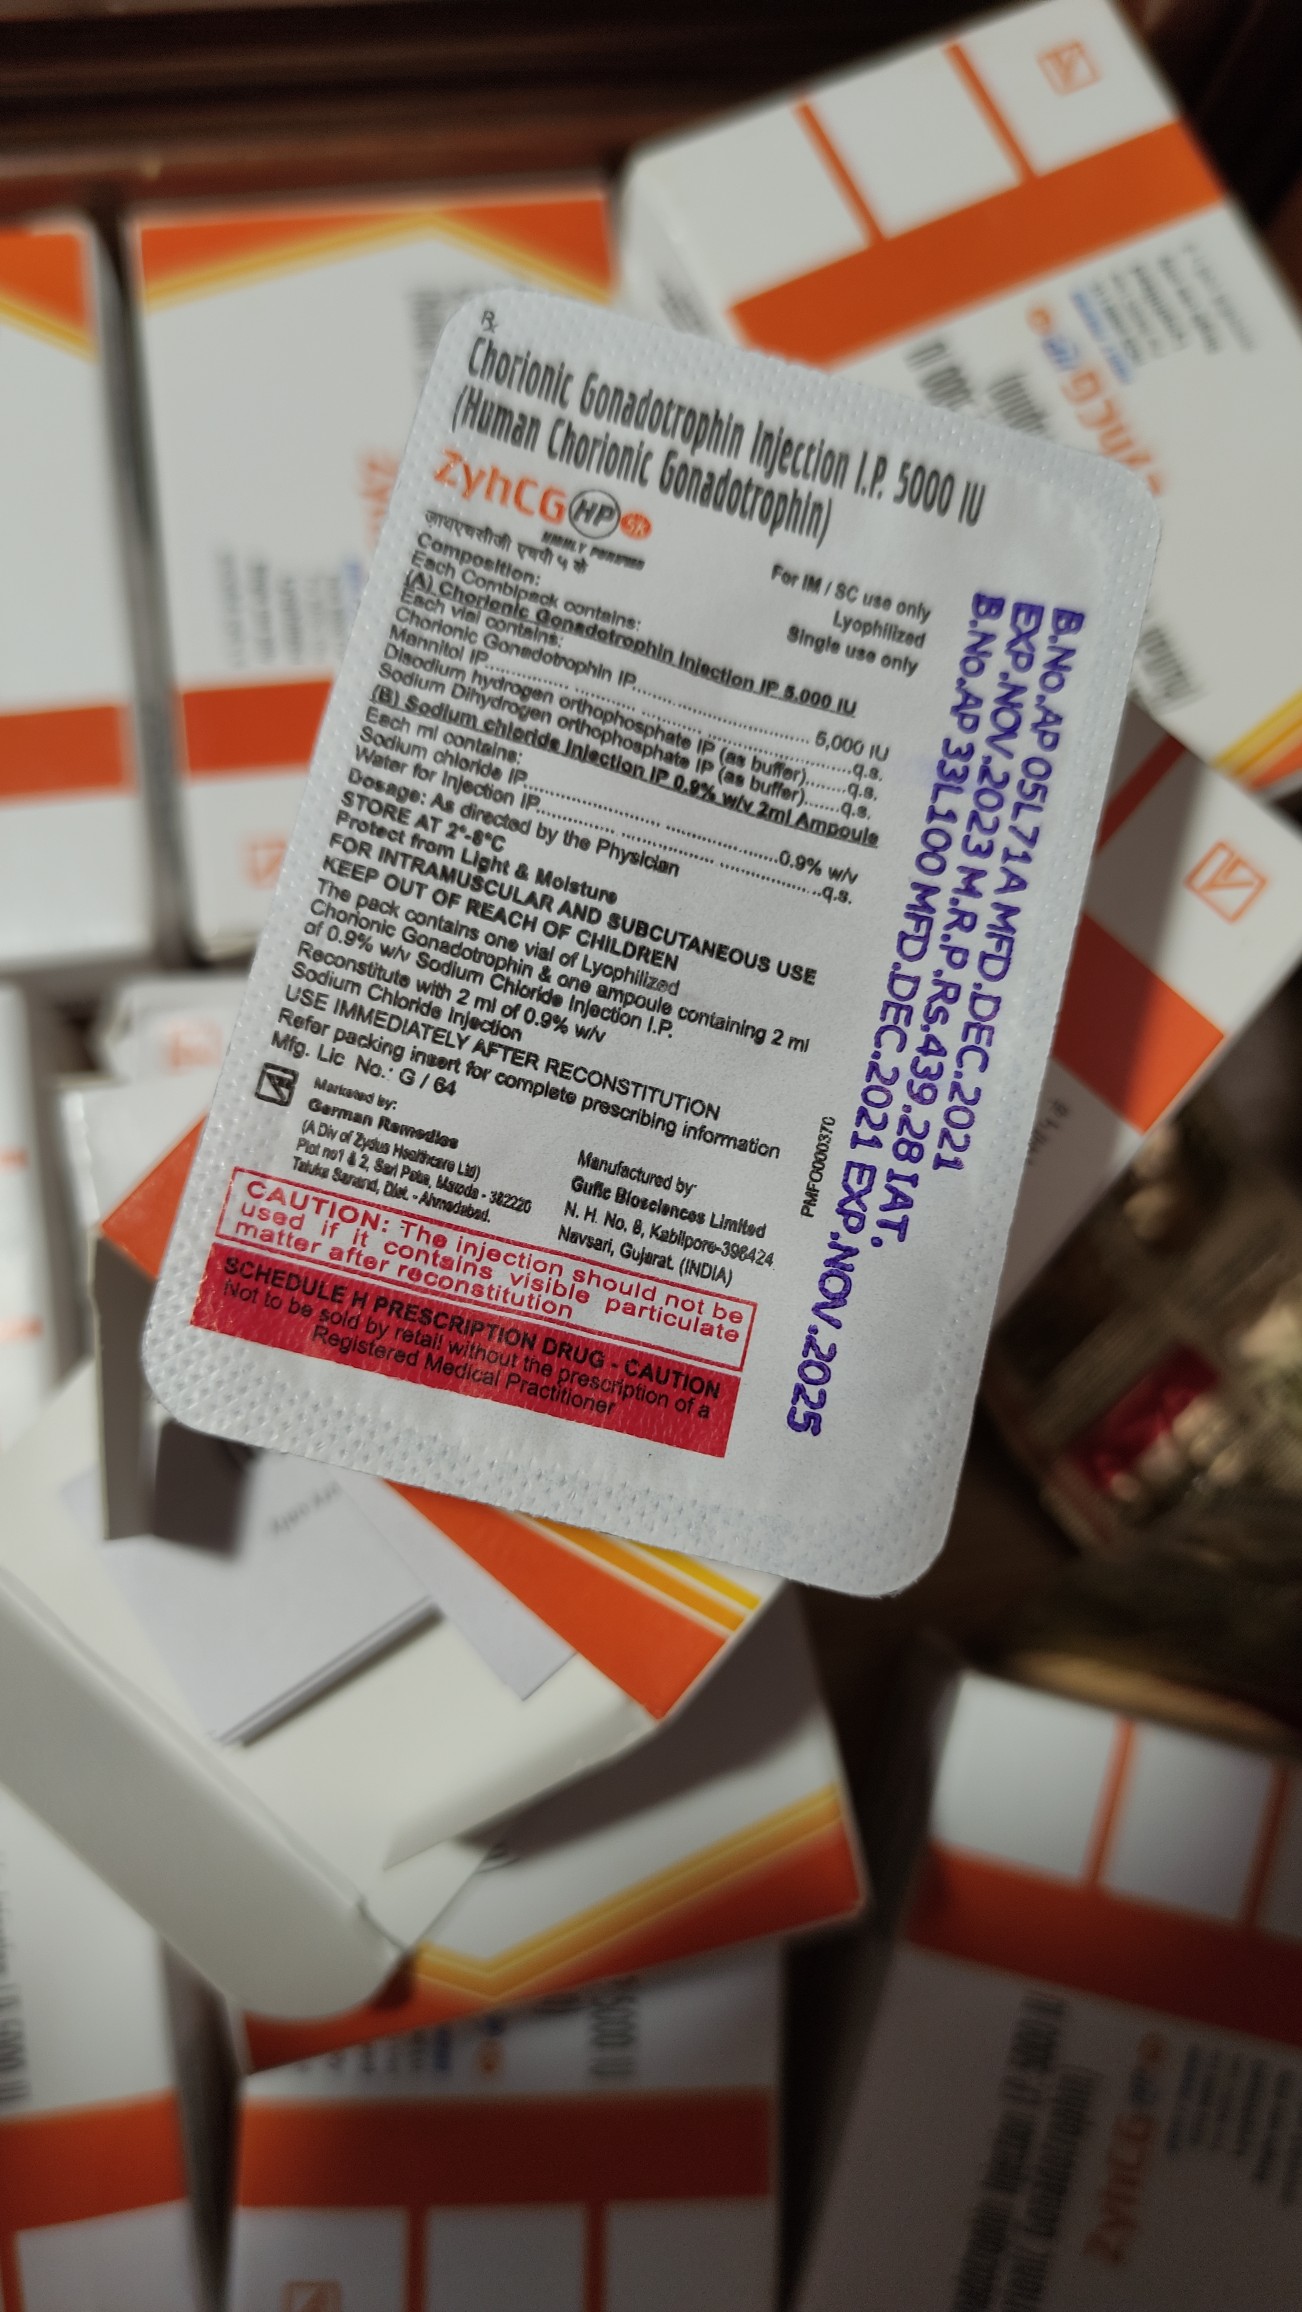 Rx
Chorionic Gonadotrophin Injection I.P. 5000 IU
(Human Chorionic Gonadotrophin)
ZyhCG HP 5K
HIGHLY PURIFIED
ज़ायएचसीजी एचपी ५ के
For IM / SC use only
Lyophilized
Single use only
Composition:
Each Combipack contains:
(A) Chorionic Gonadotrophin Injection IP 5,000 IU
Each vial contains:
Chorionic Gonadotrophin IP.......................... 5,000 IU
Mannitol IP..........................q.s.
Disodium hydrogen orthophosphate IP (as buffer)........q.s.
Sodium Dihydrogen orthophosphate IP (as buffer).......q.s.
(B) Sodium chloride Injection IP 0.9% w/v 2ml Ampoule
Each ml contains:
Sodium chloride IP..........................0.9% w/v
Water for Injection IP..........................q.s.
Dosage: As directed by the Physician
STORE AT 2°-8°C
Protect from Light & Moisture
FOR INTRAMUSCULAR AND SUBCUTANEOUS USE
KEEP OUT OF REACH OF CHILDREN
The pack contains one vial of Lyophilized
Chorionic Gonadotrophin & one ampoule containing 2 ml
of 0.9% w/v Sodium Chloride Injection I.P.
Reconstitute with 2 ml of 0.9% w/v
Sodium Chloride Injection
USE IMMEDIATELY AFTER RECONSTITUTION
Refer packing insert for complete prescribing information
Mfg. Lic No.: G / 64
Marketed by:
German Remedies
(A Div of Zydus Healthcare Ltd)
Plot no1 & 2, Sari Patia, Matoda - 382220
Taluka Sanand, Dist. - Ahmedabad.
Manufactured by
Gufic Biosciences Limited
N. H. No. 8, Kabilpore-396424
Navsari, Gujarat. (INDIA)
CAUTION: The injection should not be
used if it contains visible particulate
matter after reconstitution
SCHEDULE H PRESCRIPTION DRUG - CAUTION
Not to be sold by retail without the prescription of a
Registered Medical Practitioner
PMFO000370
B.No.AP 05L71A MFD.DEC.2021
EXP.NOV.2023 M.R.P.Rs.439.28 IAT.
B.No.AP 33L100 MFD.DEC.2021 EXP.NOV.2025
ZyhCG
ZyhCG